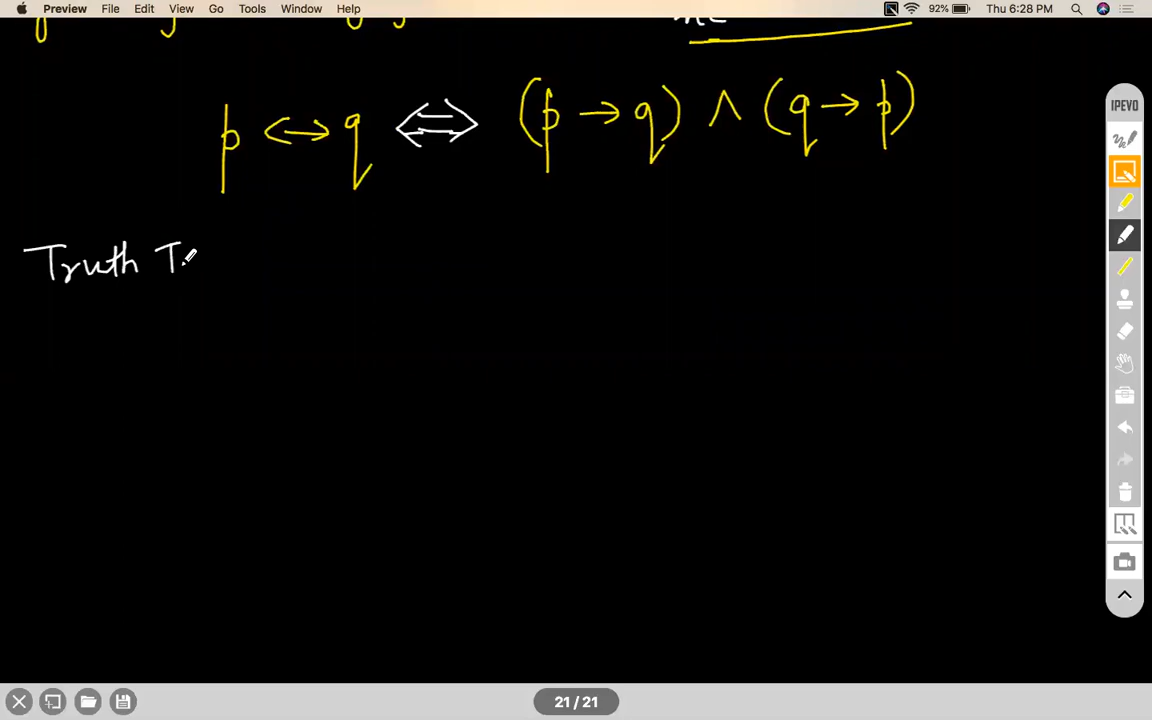 Preview File Edit View Go Tools Window Help 92% Thu 6:28 PM
p ↔ q ⇔ (p → q) ∧ (q → p)
Truth T
IPEVO
21 / 21